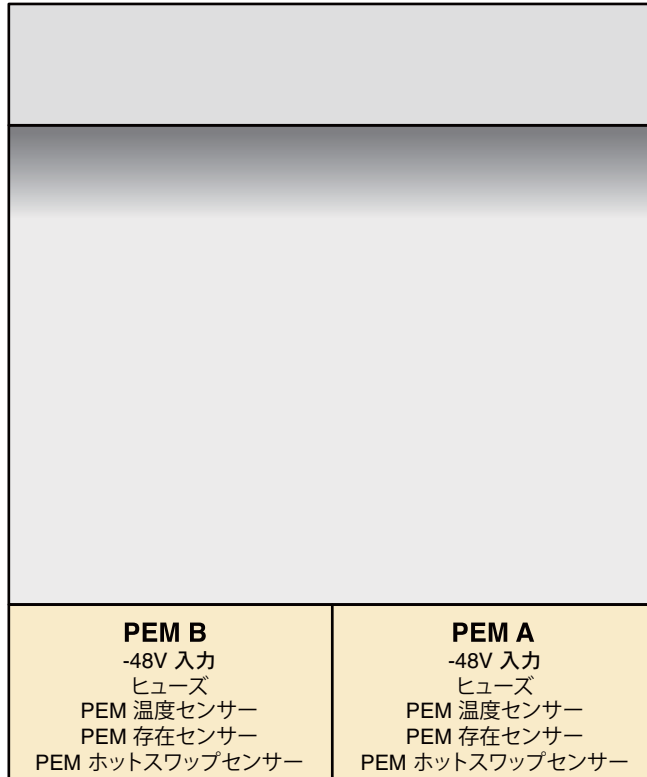 PEM B
-48V 入力
ヒューズ
PEM 温度センサー
PEM 存在センサー
PEM ホットスワップセンサー
PEM A
-48V 入力
ヒューズ
PEM 温度センサー
PEM 存在センサー
PEM ホットスワップセンサー